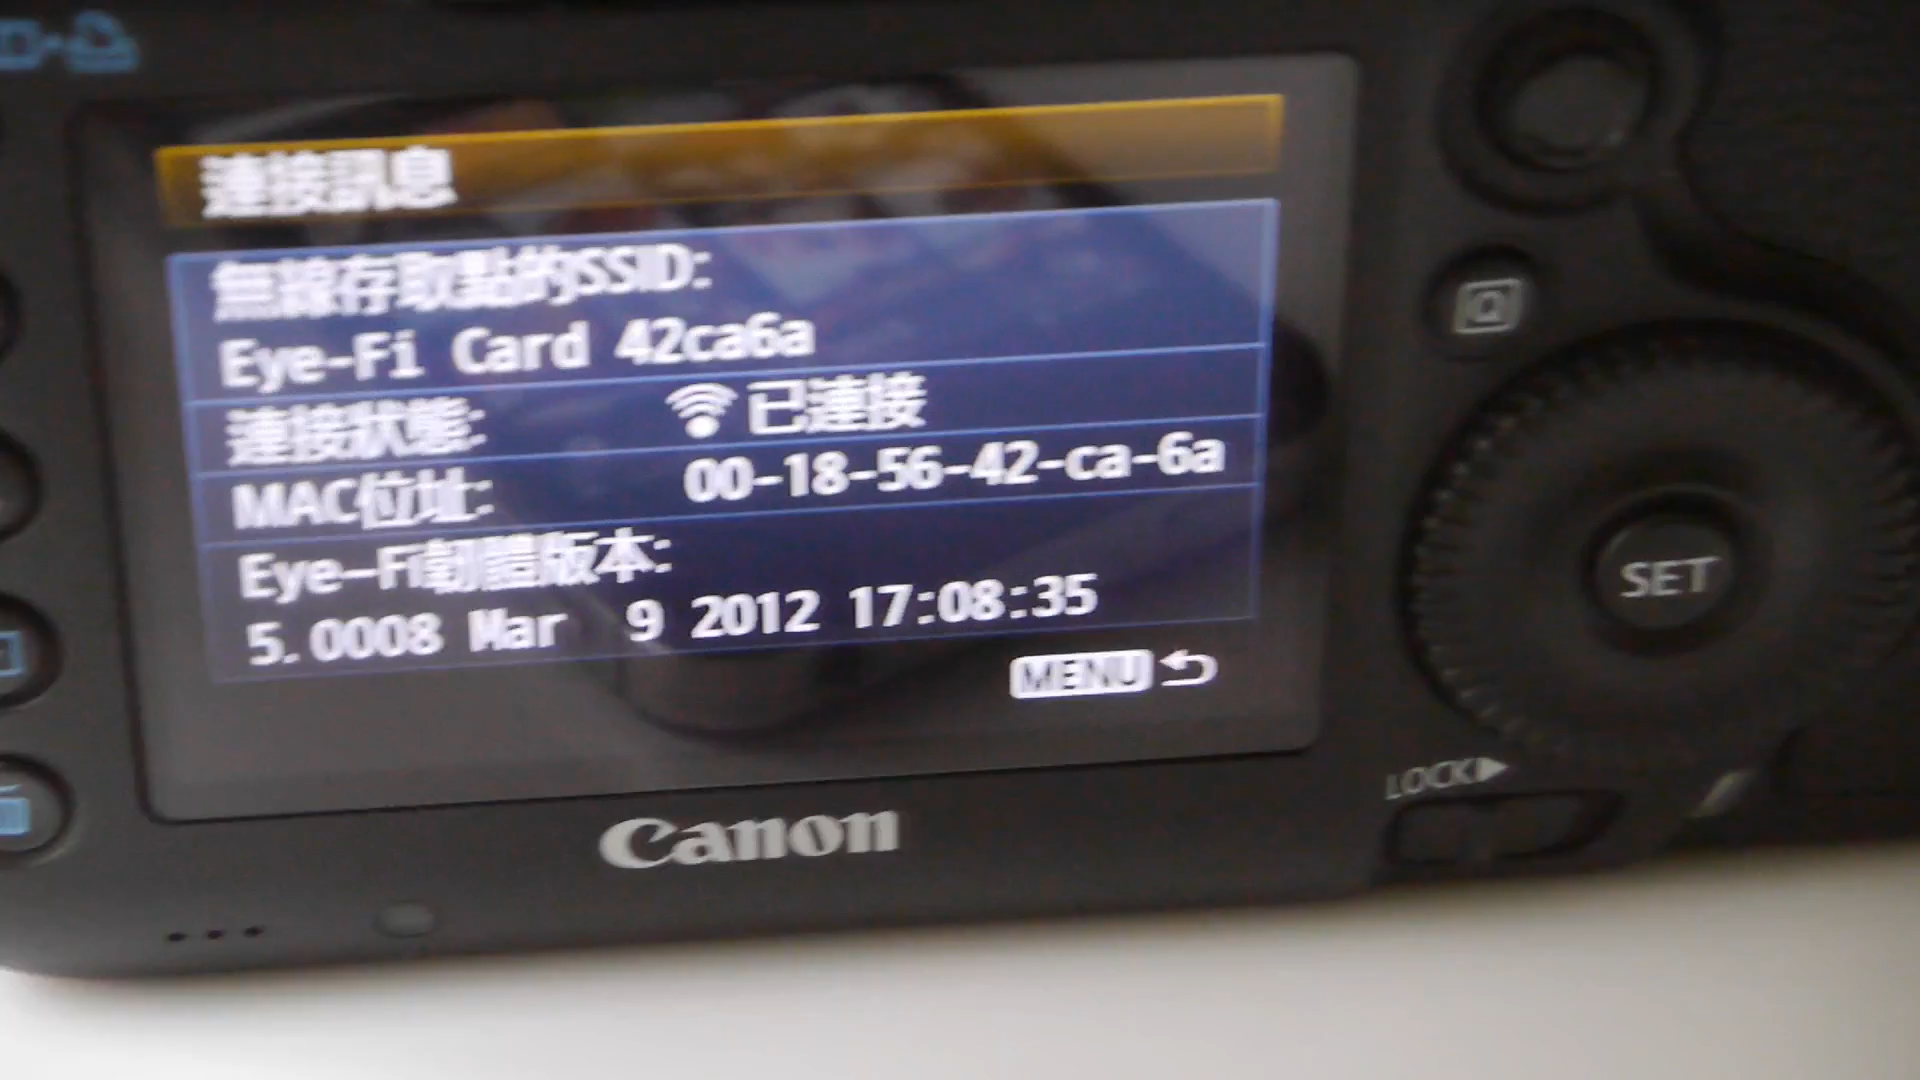 連接訊息
無線存取點的SSID:
Eye-Fi Card 42ca6a
連接狀態: 已連接
MAC位址: 00-18-56-42-ca-6a
Eye-Fi韌體版本:
5.0008 Mar  9 2012 17:08:35
MENU
Canon
Q
SET
LOCK